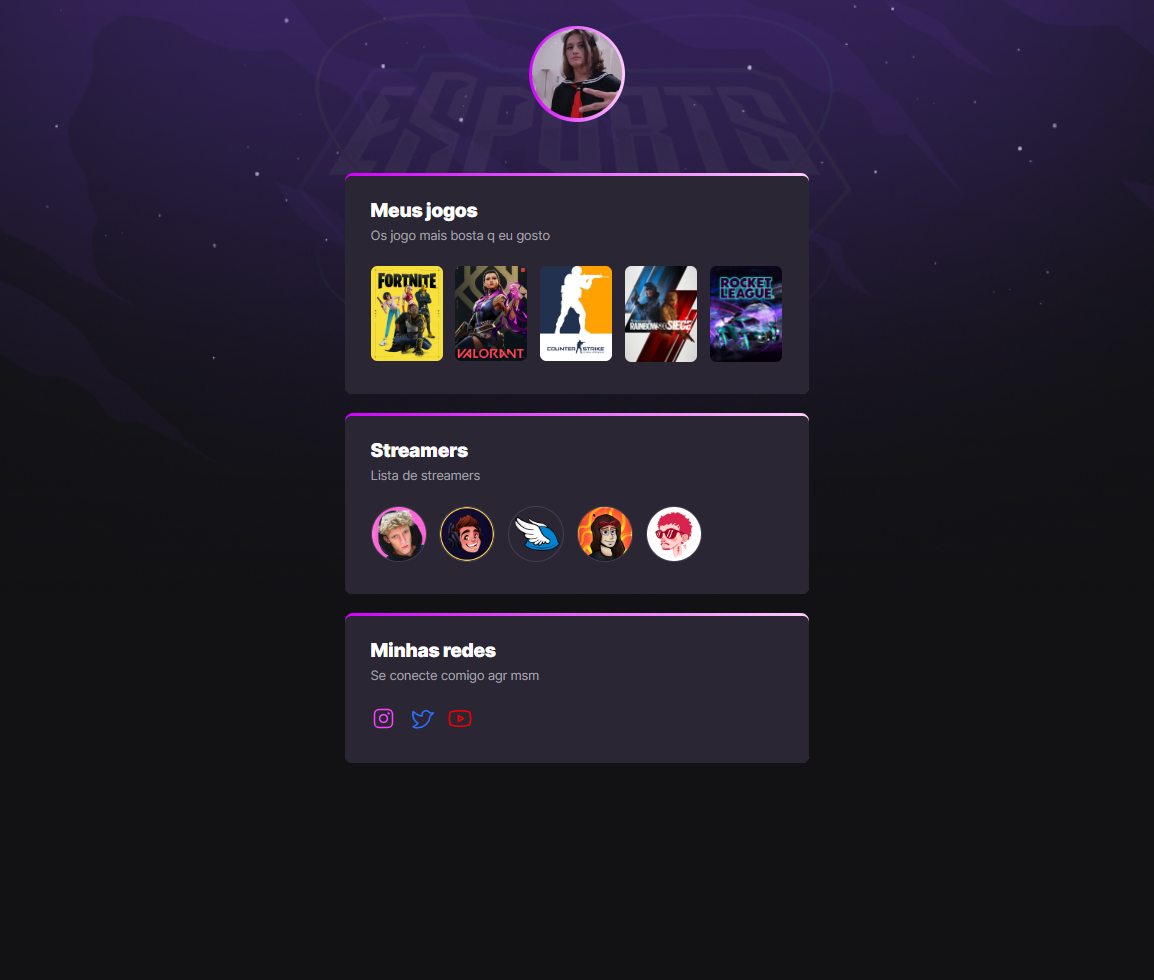 ESPORTS
Meus jogos
Os jogo mais bosta q eu gosto
FORTNITE
VALORANT
COUNTER STRIKE
RAINBOW SIX SIEGE
ROCKET
LEAGUE
Streamers
Lista de streamers
Minhas redes
Se conecte comigo agr msm